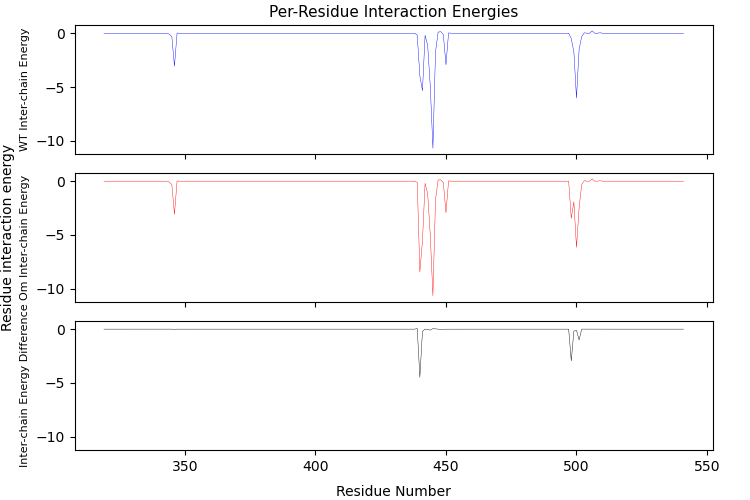 Per-Residue Interaction Energies
Residue interaction energy
WT Inter-chain Energy
0
−5
−10
Om Inter-chain Energy
0
−5
−10
Inter-chain Energy Difference
0
−5
−10
350
400
450
500
550
Residue Number